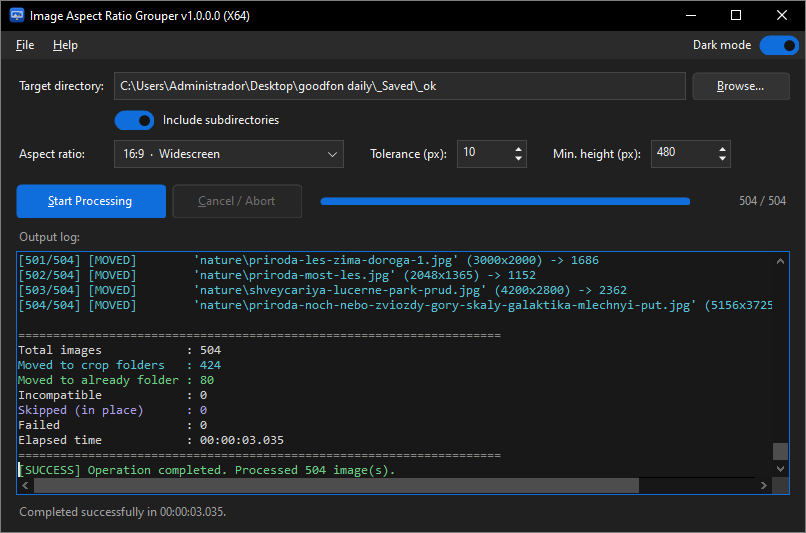 Image Aspect Ratio Grouper v1.0.0.0 (X64)
File Help Dark mode
Target directory: C:\Users\Administrador\Desktop\goodfon daily\_Saved\_ok Browse...
Include subdirectories
Aspect ratio: 16:9 · Widescreen Tolerance (px): 10 Min. height (px): 480
Start Processing Cancel / Abort 504 / 504
Output log:
[501/504] [MOVED] 'nature\priroda-les-zima-doroga-1.jpg' (3000x2000) -> 1686
[502/504] [MOVED] 'nature\priroda-most-les.jpg' (2048x1365) -> 1152
[503/504] [MOVED] 'nature\shveycariya-lucerne-park-prud.jpg' (4200x2800) -> 2362
[504/504] [MOVED] 'nature\priroda-noch-nebo-zviozdy-gory-skaly-galaktika-mlechnyi-put.jpg' (5156x3725
=====================================================================
Total images : 504
Moved to crop folders : 424
Moved to already folder : 80
Incompatible : 0
Skipped (in place) : 0
Failed : 0
Elapsed time : 00:00:03.035
=====================================================================
[SUCCESS] Operation completed. Processed 504 image(s).
Completed successfully in 00:00:03.035.